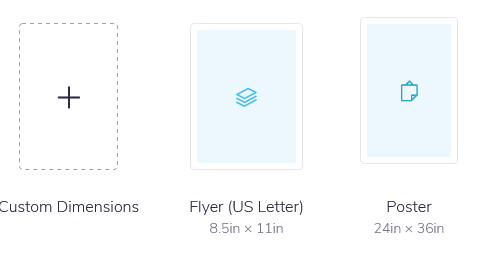 Custom Dimensions
Flyer (US Letter)
8.5in × 11in
Poster
24in × 36in